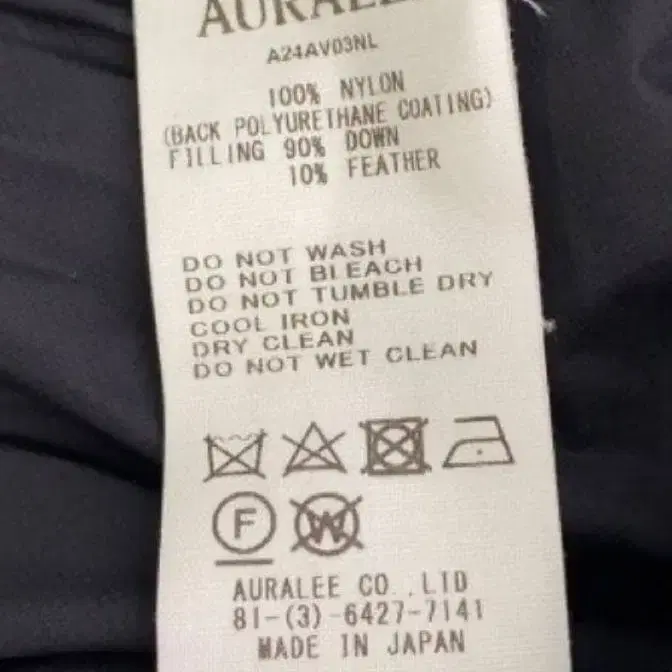 AURALEE
A24AV03NL
100% NYLON
(BACK POLYURETHANE COATING)
FILLING 90% DOWN
10% FEATHER
DO NOT WASH
DO NOT BLEACH
DO NOT TUMBLE DRY
COOL IRON
DRY CLEAN
DO NOT WET CLEAN
F W
AURALEE CO.,LTD
81-(3)-6427-7141
MADE IN JAPAN